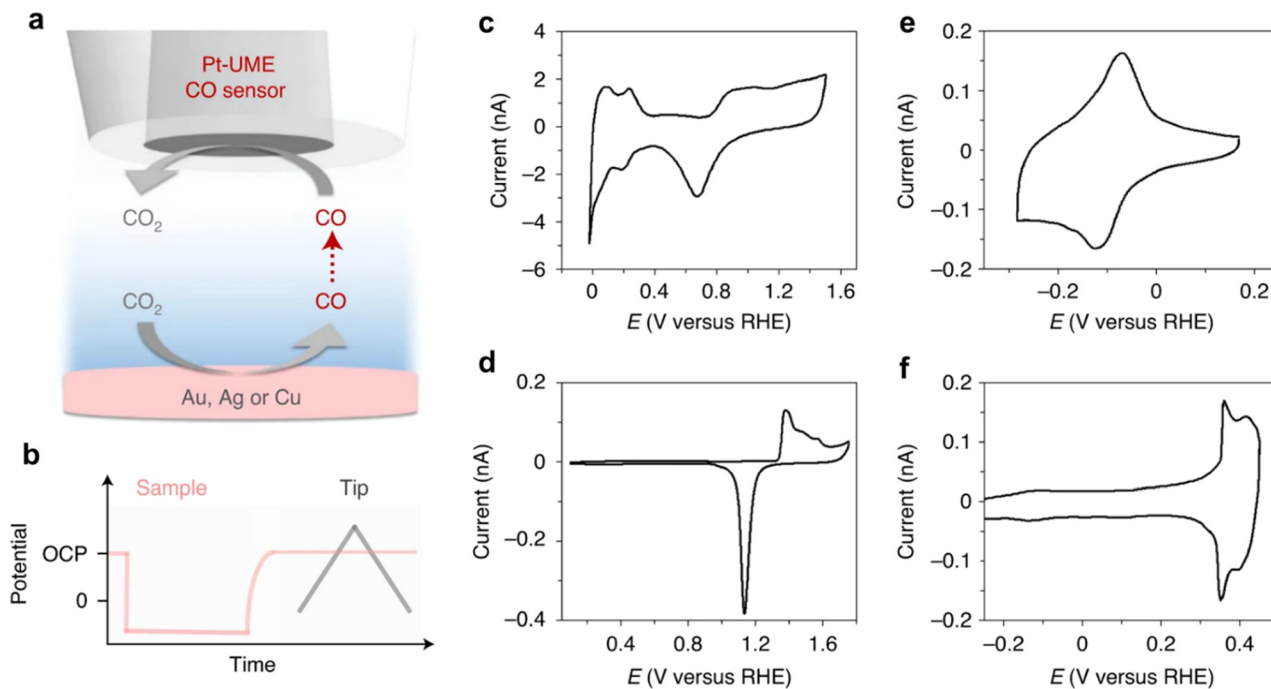 a
Pt-UME
CO sensor
CO₂
CO
CO₂
CO
Au, Ag or Cu
b
Sample
Tip
Potential
OCP
0
Time
c
Current (nA)
4
2
0
−2
−4
−6
0
0.4
0.8
1.2
1.6
E (V versus RHE)
d
Current (nA)
0.2
0
−0.2
−0.4
0.4
0.8
1.2
1.6
E (V versus RHE)
e
Current (nA)
0.2
0.1
0
−0.1
−0.2
−0.2
0
0.2
E (V versus RHE)
f
Current (nA)
0.2
0.1
0
−0.1
−0.2
−0.2
0
0.2
0.4
E (V versus RHE)